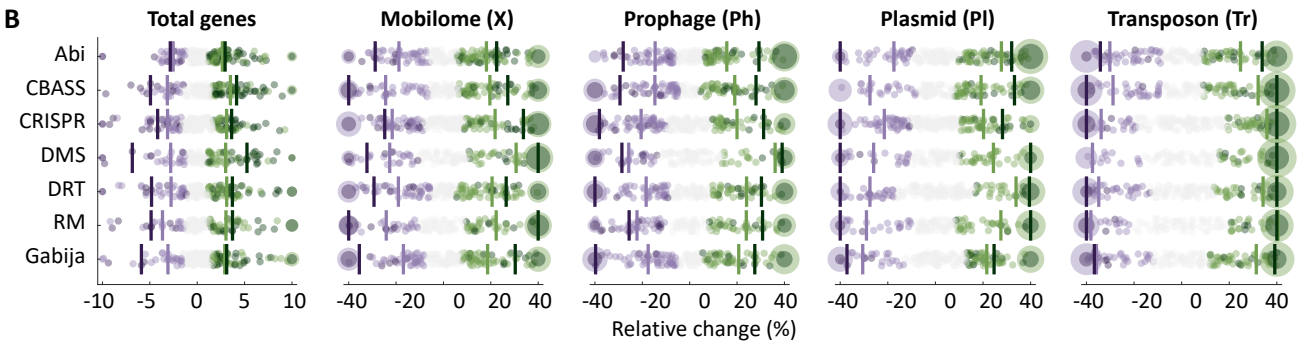 B
Total genes Mobilome (X) Prophage (Ph) Plasmid (Pl) Transposon (Tr)
Abi
CBASS
CRISPR
DMS
DRT
RM
Gabija
-10 -5 0 5 10 -40 -20 0 20 40 -40 -20 0 20 40 -40 -20 0 20 40 -40 -20 0 20 40
Relative change (%)